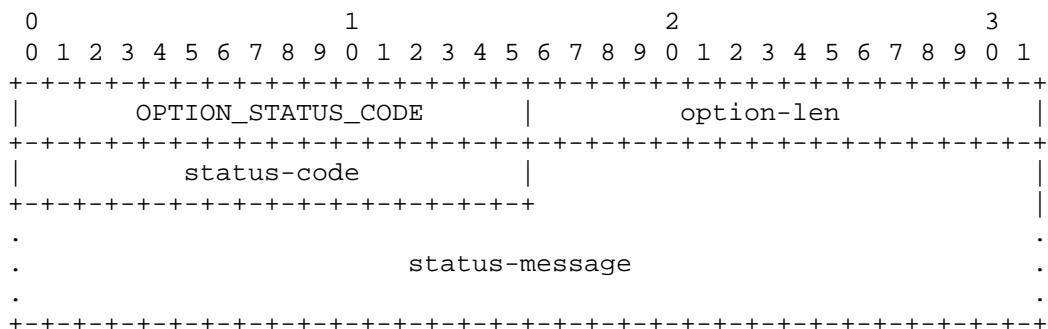 0                   1                   2                   3
 0 1 2 3 4 5 6 7 8 9 0 1 2 3 4 5 6 7 8 9 0 1 2 3 4 5 6 7 8 9 0 1
+-+-+-+-+-+-+-+-+-+-+-+-+-+-+-+-+-+-+-+-+-+-+-+-+-+-+-+-+-+-+-+-+
|       OPTION_STATUS_CODE      |         option-len            |
+-+-+-+-+-+-+-+-+-+-+-+-+-+-+-+-+-+-+-+-+-+-+-+-+-+-+-+-+-+-+-+-+
|          status-code          |                               |
+-+-+-+-+-+-+-+-+-+-+-+-+-+-+-+-+                               |
.                                                               .
.                        status-message                         .
.                                                               .
+-+-+-+-+-+-+-+-+-+-+-+-+-+-+-+-+-+-+-+-+-+-+-+-+-+-+-+-+-+-+-+-+